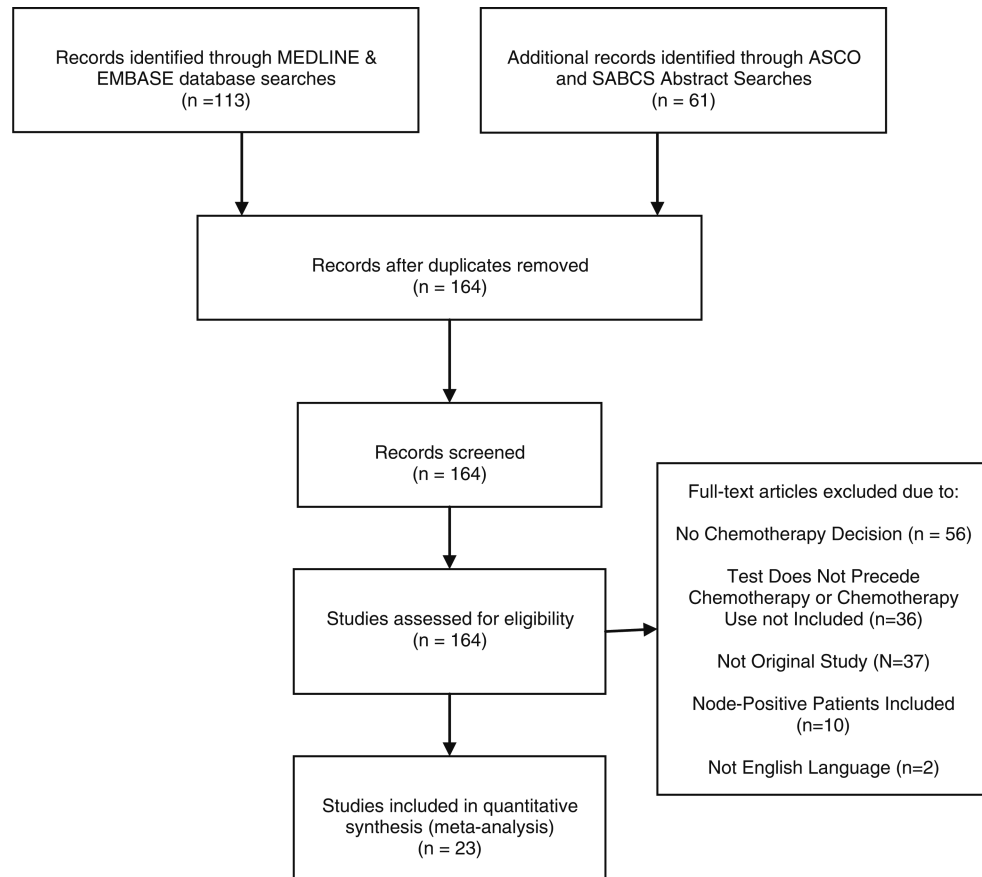 Records identified through MEDLINE &
EMBASE database searches
(n =113)
Additional records identified through ASCO
and SABCS Abstract Searches
(n = 61)
Records after duplicates removed
(n = 164)
Records screened
(n = 164)
Studies assessed for eligibility
(n = 164)
Full-text articles excluded due to:
No Chemotherapy Decision (n = 56)
Test Does Not Precede
Chemotherapy or Chemotherapy
Use not Included (n=36)
Not Original Study (N=37)
Node-Positive Patients Included
(n=10)
Not English Language (n=2)
Studies included in quantitative
synthesis (meta-analysis)
(n = 23)